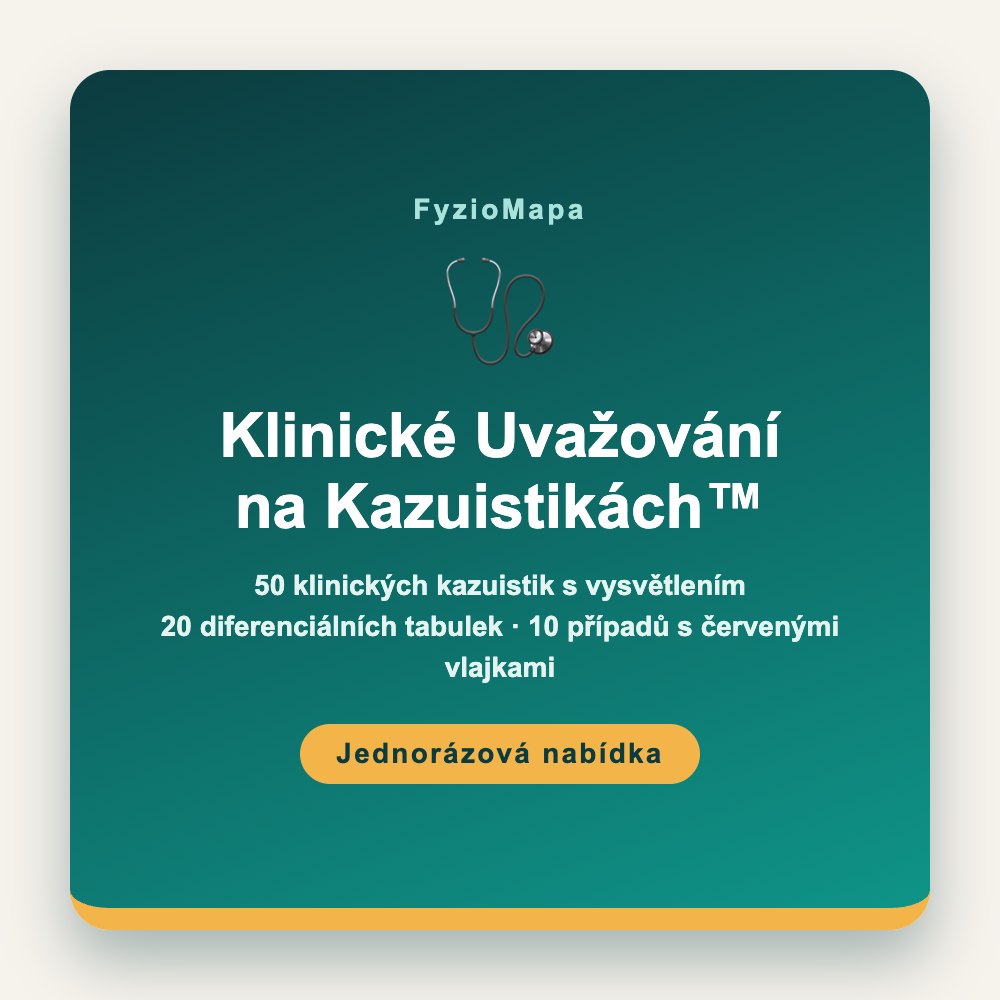 FyzioMapa
Klinické Uvažování
na Kazuistikách™
50 klinických kazuistik s vysvětlením
20 diferenciálních tabulek · 10 případů s červenými
vlajkami
Jednorázová nabídka